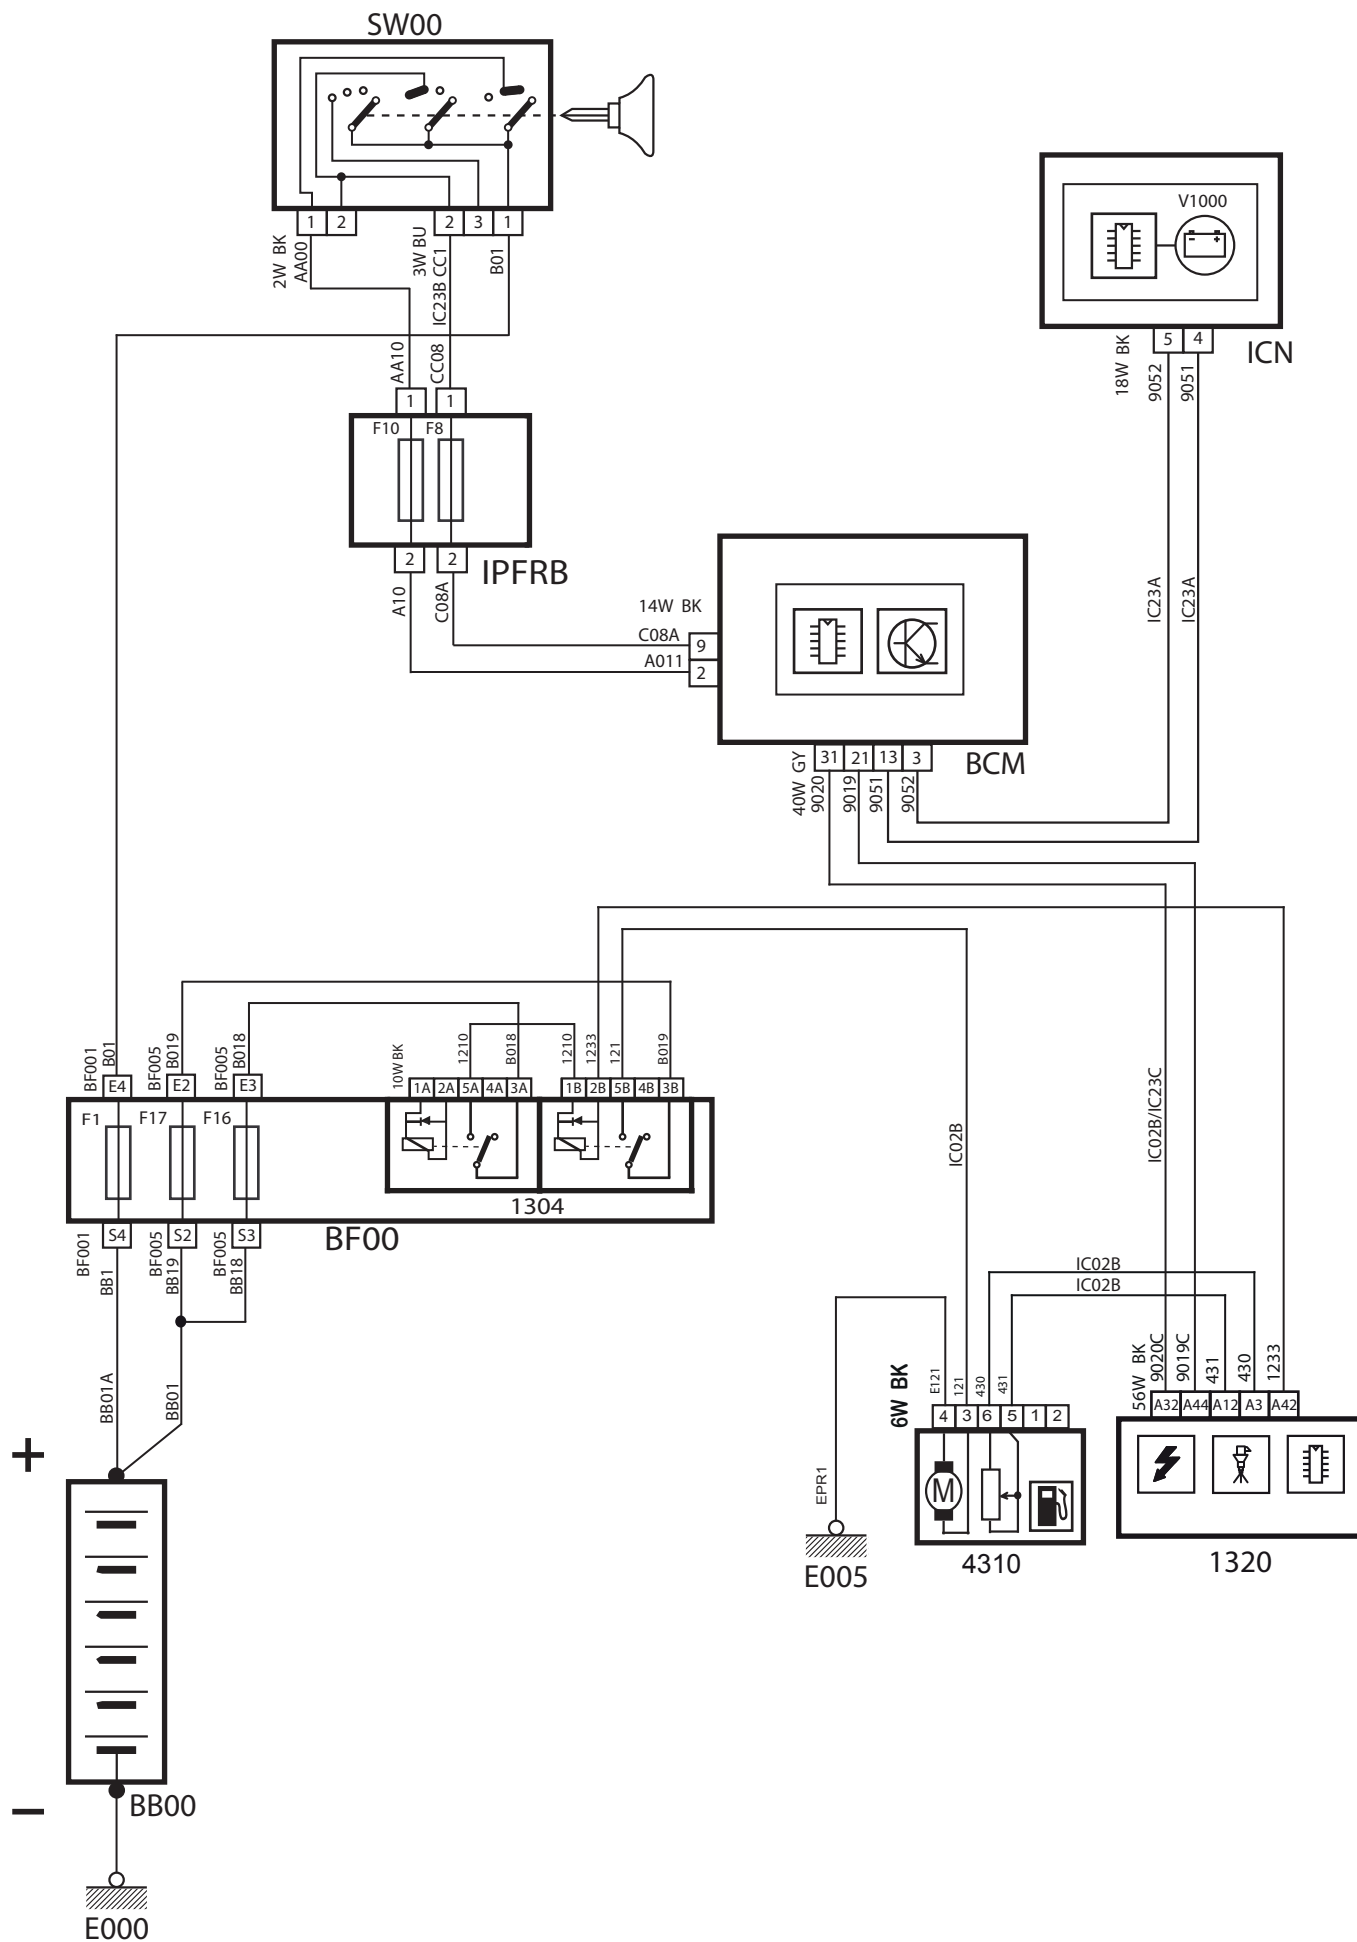 SW00
1 2 2 3 1
2W BK
AA00
3W BU
IC23B CC1
B01
V1000
5 4
ICN
18W BK
9052
9051
AA10
CC08
1 1
F10 F8
2 2
IPFRB
A10
C08A
IC23A
IC23A
14W BK
C08A
9
A011
2
31 21 13 3
BCM
40W GY
9020
9019
9051
9052
BF001
B01
BF005
B019
BF005
B018
10W BK
1210
B018
1210
1233
121
B019
E4 E2 E3
1A 2A 5A 4A 3A 1B 2B 5B 4B 3B
F1 F17 F16
1304
S4 S2 S3
BF00
BF001
BB1
BF005
BB19
BF005
BB18
IC02B
IC02B/IC23C
IC02B
IC02B
BB01A
BB01
6W BK
E121
121
430
431
56W BK
9020C
9019C
431
430
1233
4 3 6 5 1 2
A32 A44 A12 A3 A42
+
M
EPR1
E005
4310
1320
BB00
−
E000